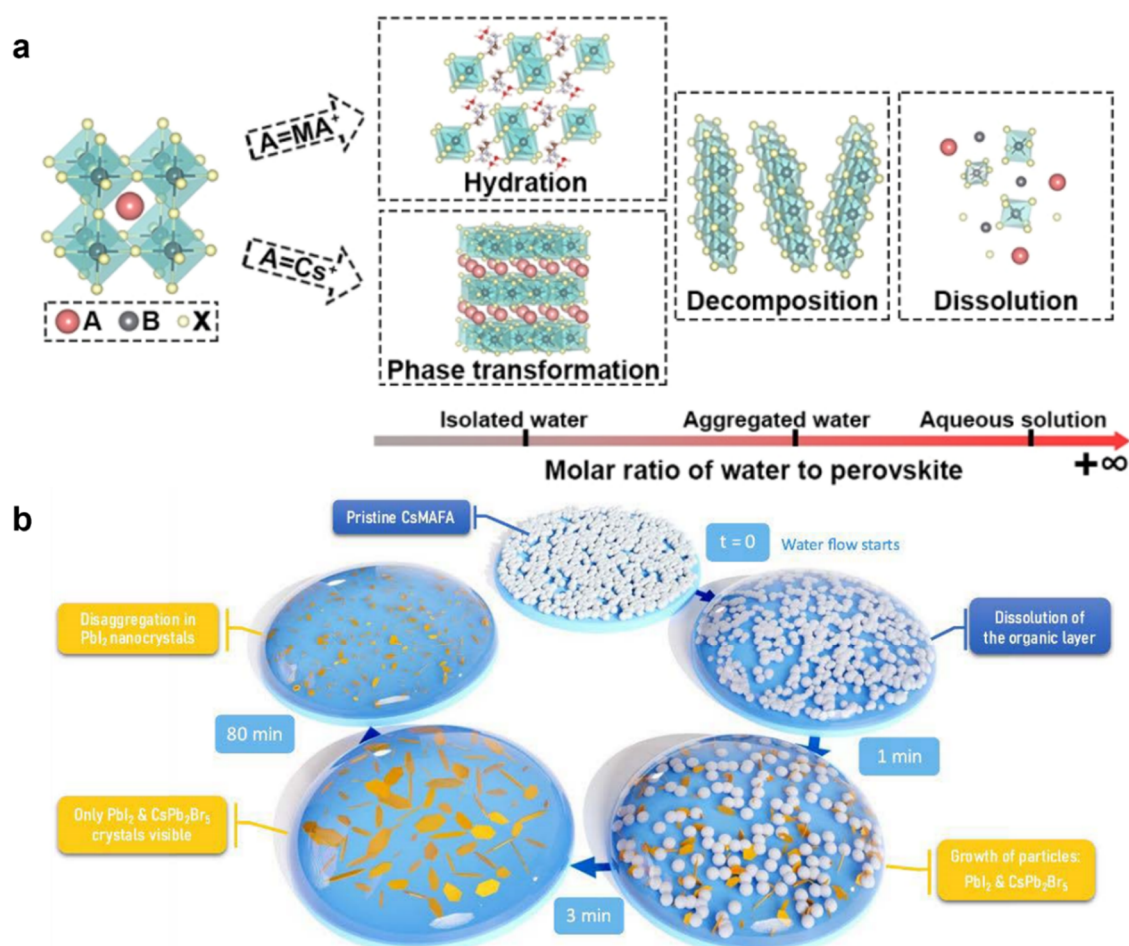 a
A=MA⁺
A=Cs⁺
A B X
Hydration
Phase transformation
Decomposition
Dissolution
Isolated water
Aggregated water
Aqueous solution
Molar ratio of water to perovskite
+∞
b
Pristine CsMAFA
t = 0
Water flow starts
Dissolution of
the organic layer
1 min
Growth of particles:
PbI₂ & CsPb₂Br₅
3 min
Only PbI₂ & CsPb₂Br₅
crystals visible
80 min
Disaggregation in
PbI₂ nanocrystals